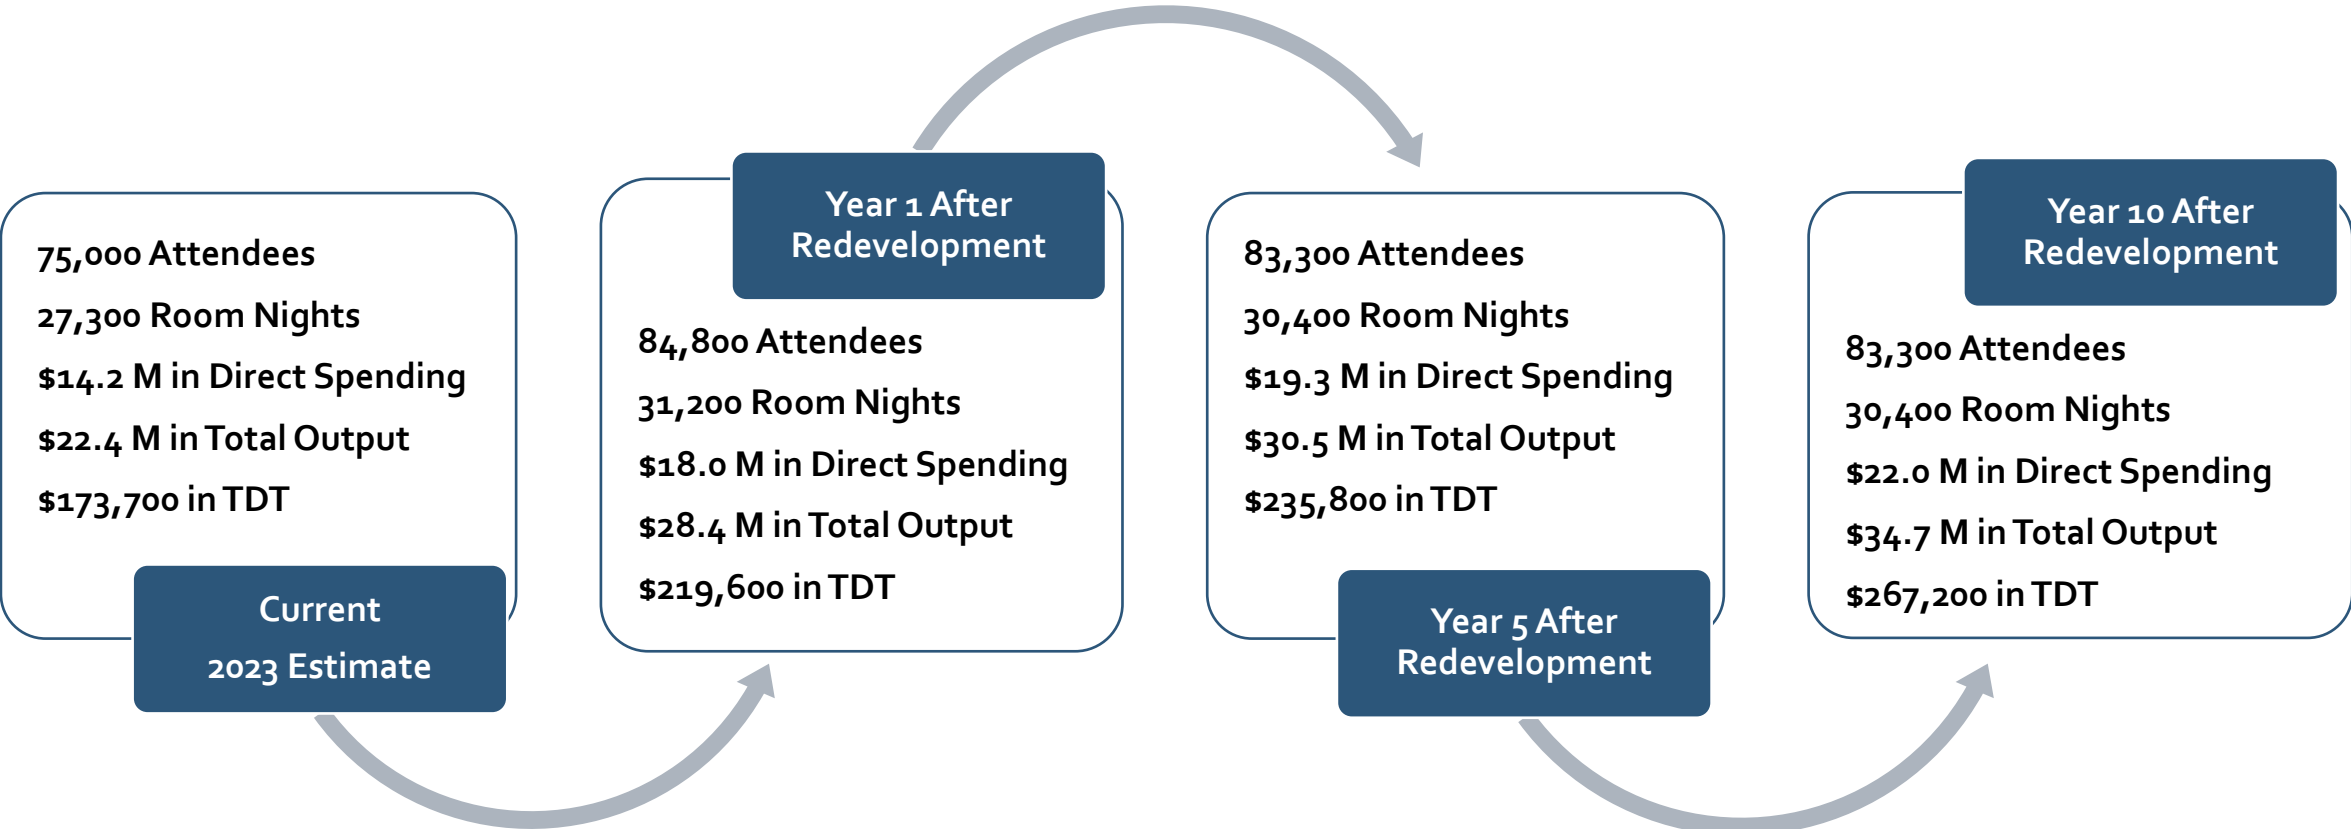 75,000 Attendees
27,300 Room Nights
$14.2 M in Direct Spending
$22.4 M in Total Output
$173,700 in TDT
Current
2023 Estimate
Year 1 After
Redevelopment
84,800 Attendees
31,200 Room Nights
$18.0 M in Direct Spending
$28.4 M in Total Output
$219,600 in TDT
83,300 Attendees
30,400 Room Nights
$19.3 M in Direct Spending
$30.5 M in Total Output
$235,800 in TDT
Year 5 After
Redevelopment
Year 10 After
Redevelopment
83,300 Attendees
30,400 Room Nights
$22.0 M in Direct Spending
$34.7 M in Total Output
$267,200 in TDT